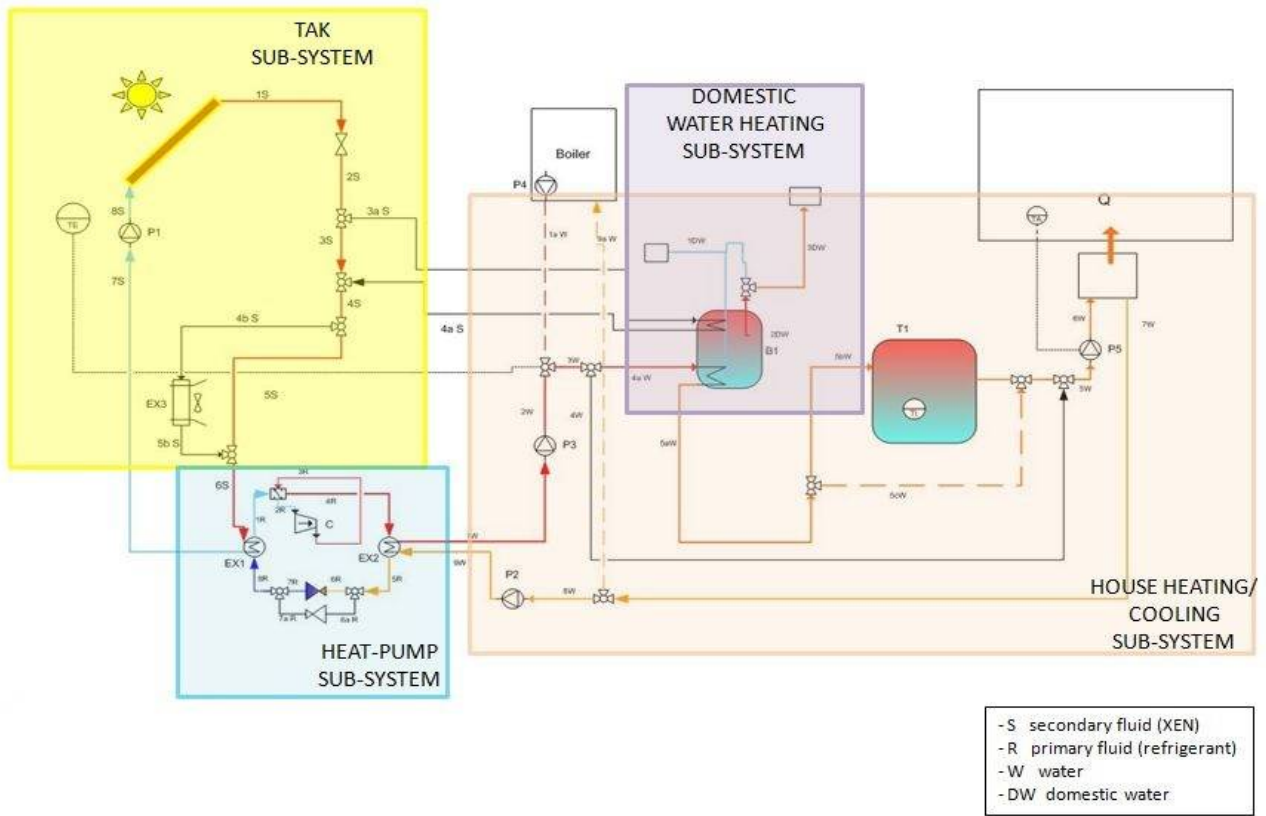 TAK
SUB-SYSTEM
1S
2S
3a S
3S
4S
4b S
4a S
5S
5b S
6S
7S
8S
P1
TE
EX3
DOMESTIC
WATER HEATING
SUB-SYSTEM
1DW
2DW
3DW
B1
Boiler
P4
1a W
9a W
3W
4a W
2W
4W
P3
5aW
5bW
T1
TL
5cW
Q
TA
6W
7W
P5
5W
1W
9W
P2
8W
HOUSE HEATING/
COOLING
SUB-SYSTEM
3R
4R
2R
1R
C
EX1
EX2
8R
7R
6R
5R
7a R
6a R
HEAT-PUMP
SUB-SYSTEM
- S secondary fluid (XEN)
- R primary fluid (refrigerant)
- W water
- DW domestic water